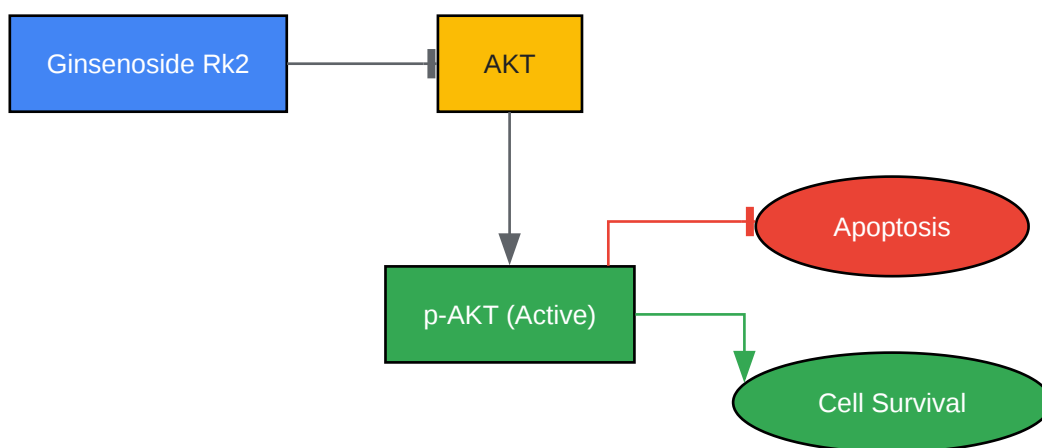 Ginsenoside Rk2
AKT
Apoptosis
p-AKT (Active)
Cell Survival